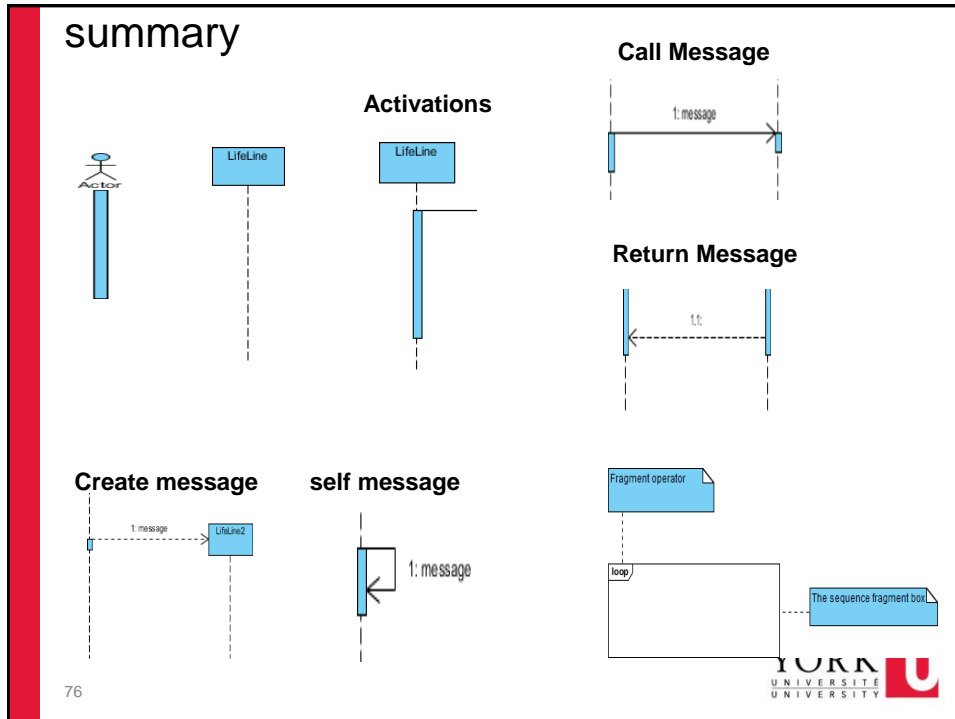 summary
Call Message
1: message
Activations
Actor
LifeLine
LifeLine
Return Message
1.1:
Create message
1: message
LifeLine2
self message
1: message
Fragment operator
loop
The sequence fragment box
76
YORK
U
UNIVERSITÉ
UNIVERSITY